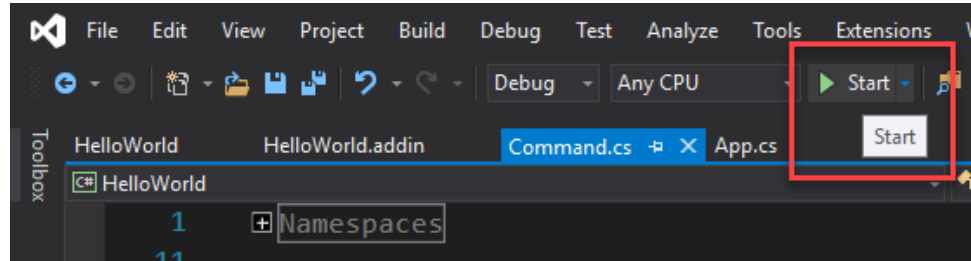 File Edit View Project Build Debug Test Analyze Tools Extensions
Debug Any CPU Start
Start
Toolbox
HelloWorld HelloWorld.addin Command.cs App.cs
C# HelloWorld
1 Namespaces
11